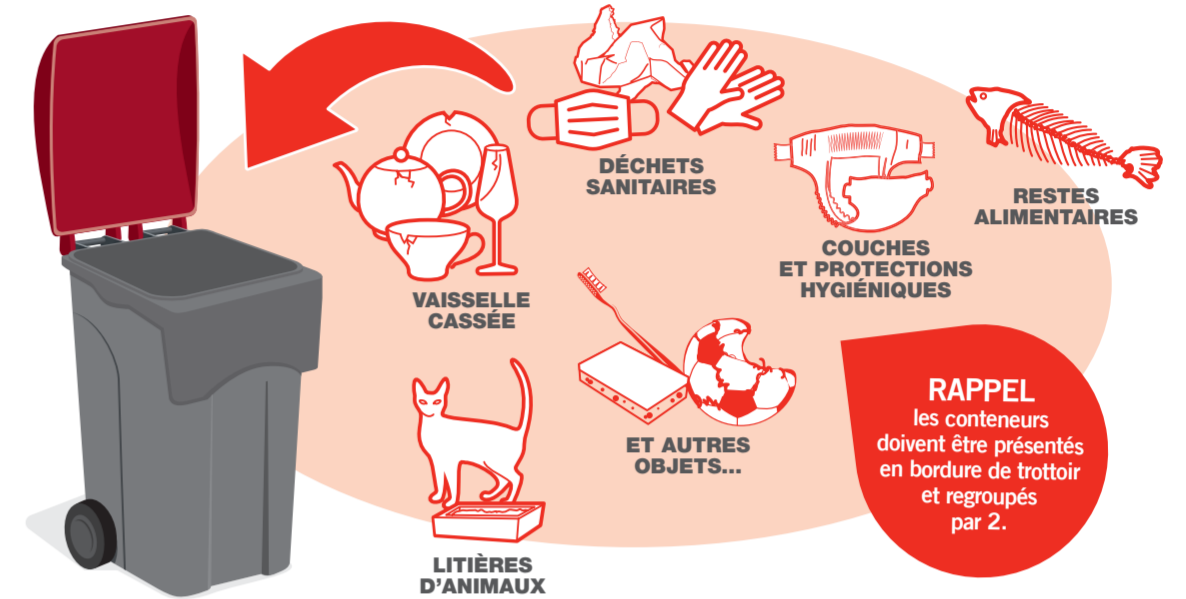 DÉCHETS
SANITAIRES
RESTES
ALIMENTAIRES
COUCHES
ET PROTECTIONS
HYGIÉNIQUES
VAISSELLE
CASSÉE
ET AUTRES
OBJETS...
LITIÈRES
D'ANIMAUX
RAPPEL
les conteneurs
doivent être présentés
en bordure de trottoir
et regroupés
par 2.